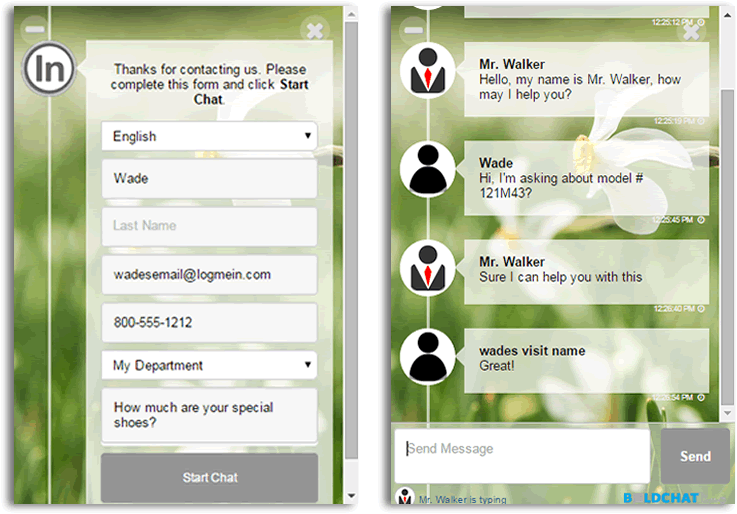 In
Thanks for contacting us. Please
complete this form and click Start
Chat.
English
Wade
Last Name
wadesemail@logmein.com
800-555-1212
My Department
How much are your special
shoes?
Start Chat
12:25:12 PM
Mr. Walker
Hello, my name is Mr. Walker, how
may I help you?
12:25:19 PM
Wade
Hi, I'm asking about model #
121M43?
12:25:45 PM
Mr. Walker
Sure I can help you with this
12:26:40 PM
wades visit name
Great!
12:26:54 PM
Send Message
Send
Mr. Walker is typing
BOLDCHAT